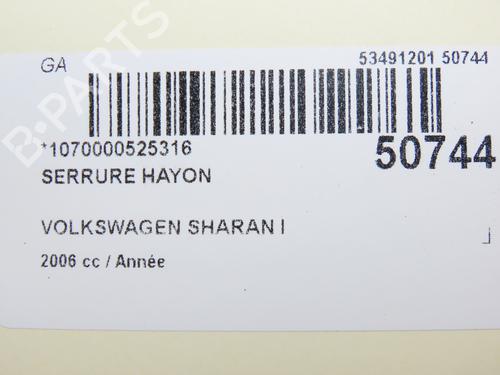 GA
53491201 50744
*1070000525316
50744
SERRURE HAYON
VOLKSWAGEN SHARAN I
2006 cc / Année
B-PARTS